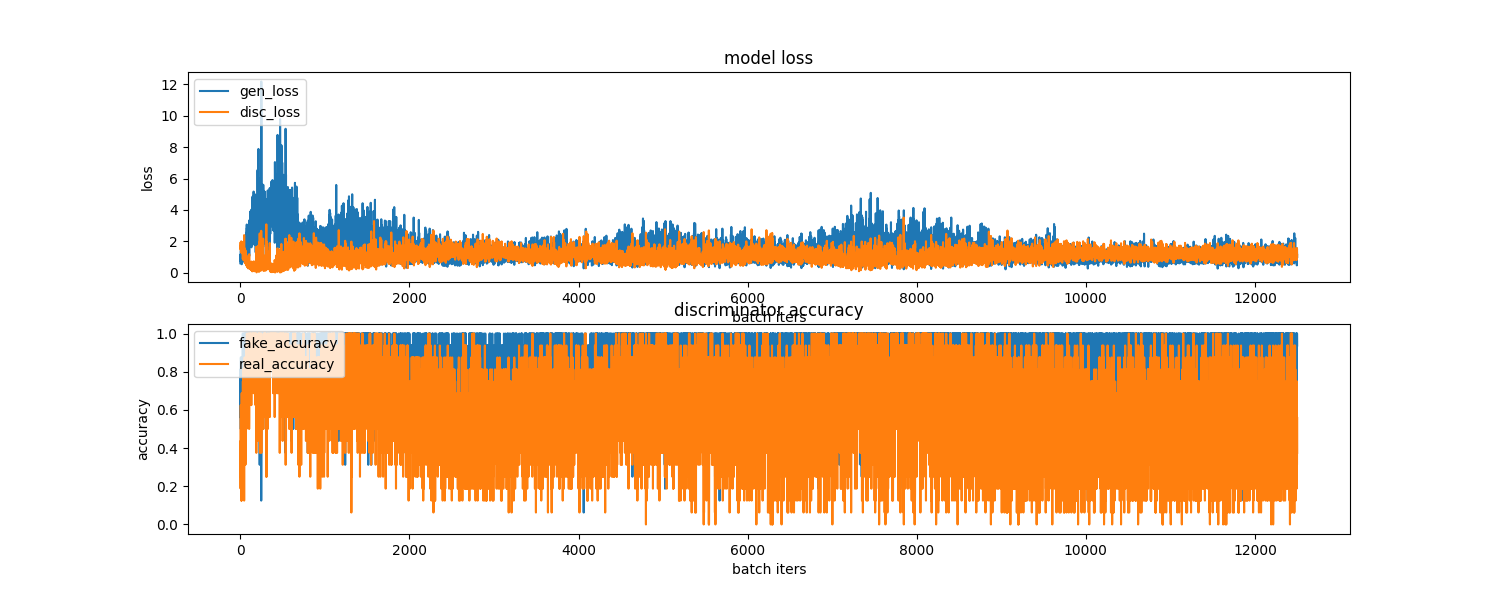 model loss
12
10
8
6
4
2
0
loss
gen_loss
disc_loss
0 2000 4000 6000 8000 10000 12000
batch iters
discriminator accuracy
1.0
0.8
0.6
0.4
0.2
0.0
accuracy
fake_accuracy
real_accuracy
0 2000 4000 6000 8000 10000 12000
batch iters